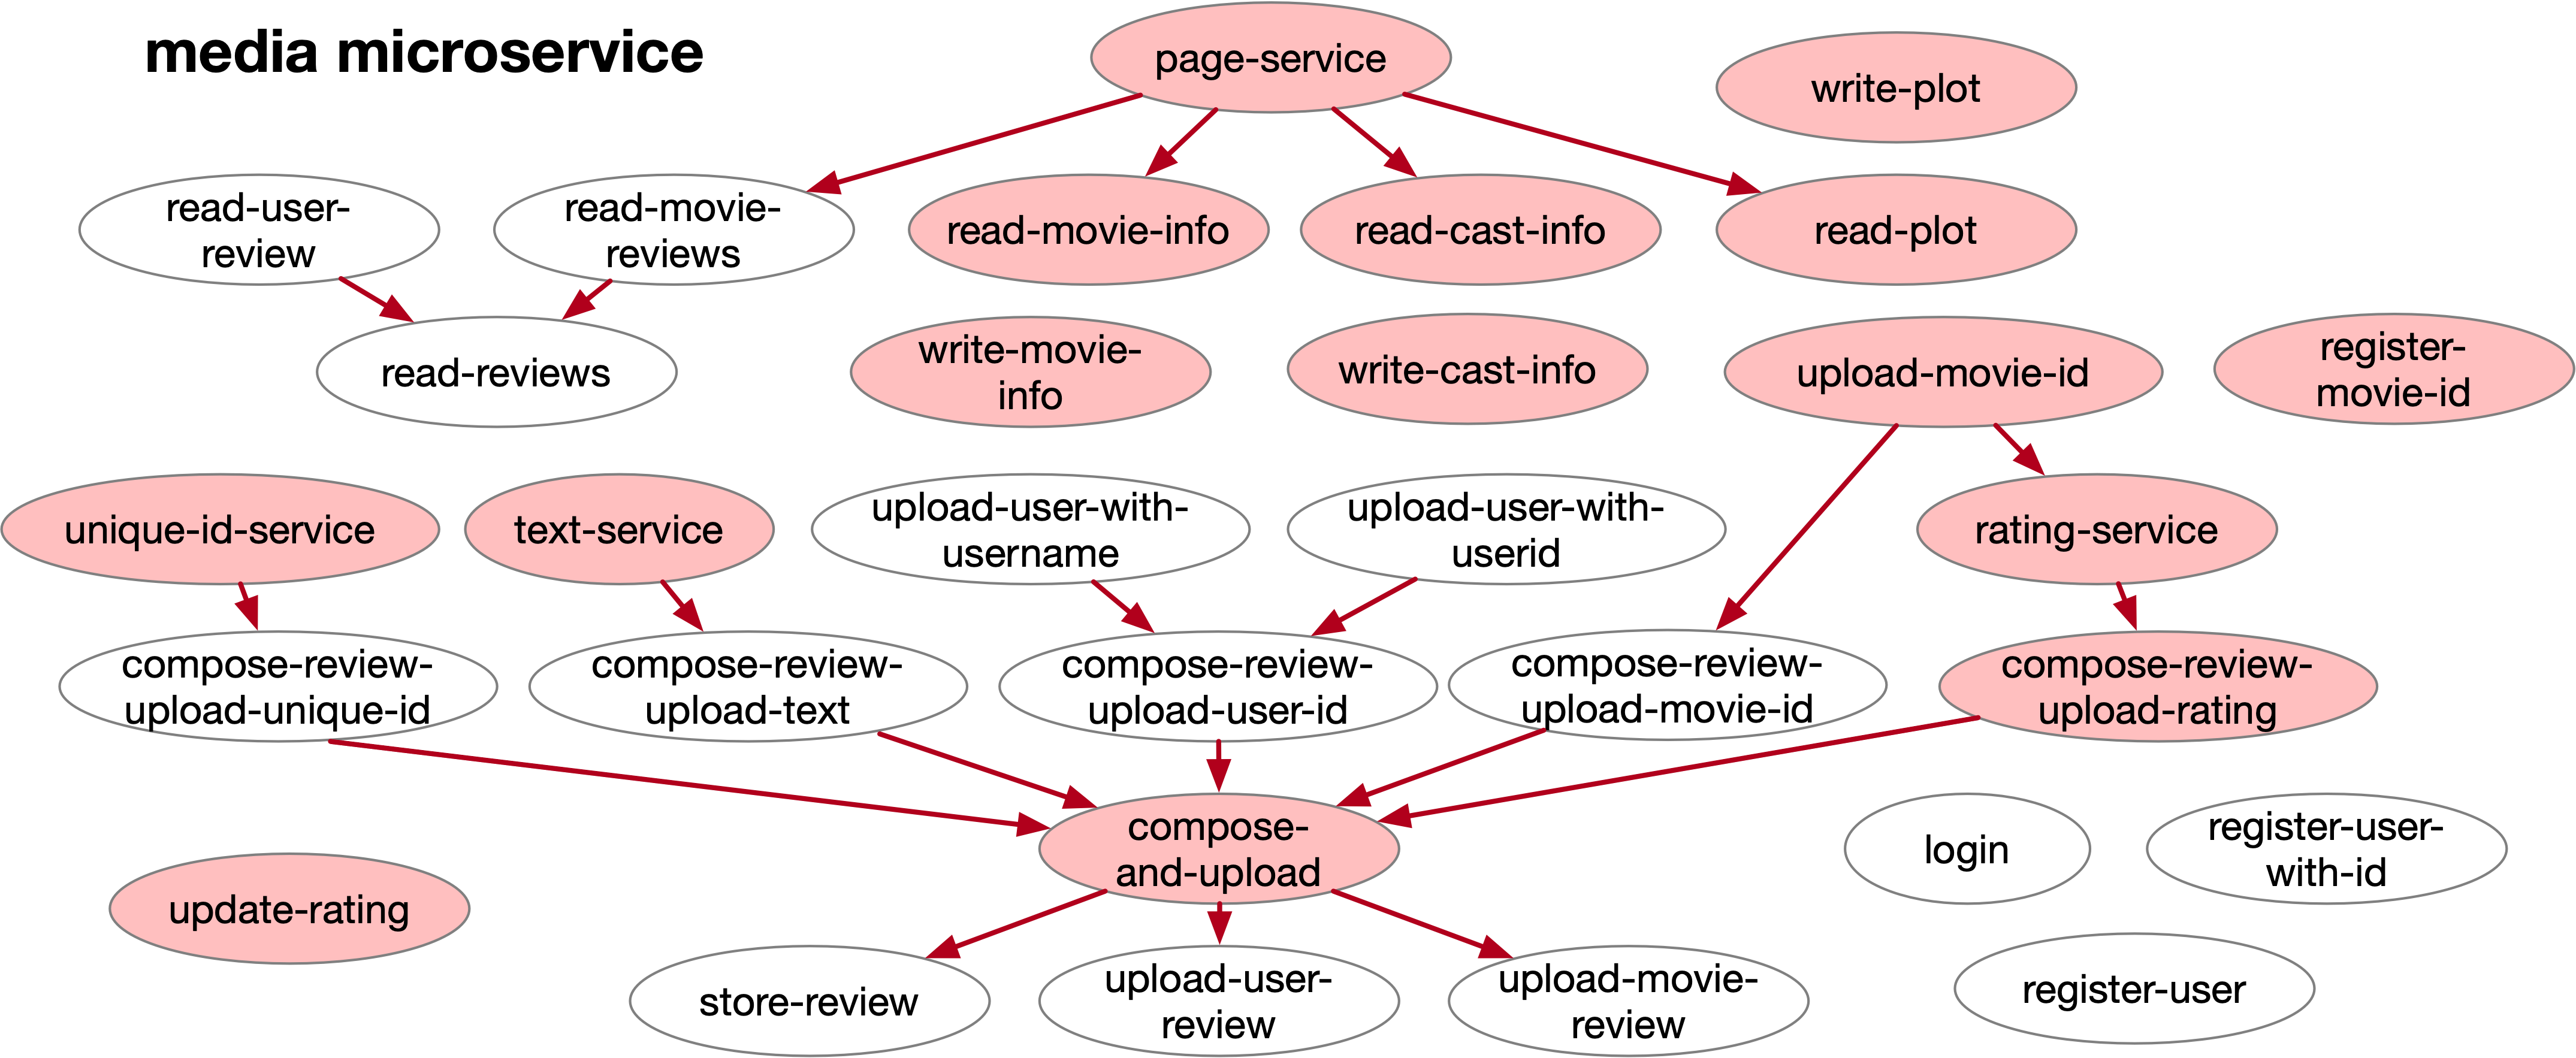 media microservice
page-service
write-plot
read-user-
review
read-movie-
reviews
read-movie-info
read-cast-info
read-plot
read-reviews
write-movie-
info
write-cast-info
upload-movie-id
register-
movie-id
unique-id-service
text-service
upload-user-with-
username
upload-user-with-
userid
rating-service
compose-review-
upload-unique-id
compose-review-
upload-text
compose-review-
upload-user-id
compose-review-
upload-movie-id
compose-review-
upload-rating
compose-
and-upload
login
register-user-
with-id
update-rating
store-review
upload-user-
review
upload-movie-
review
register-user